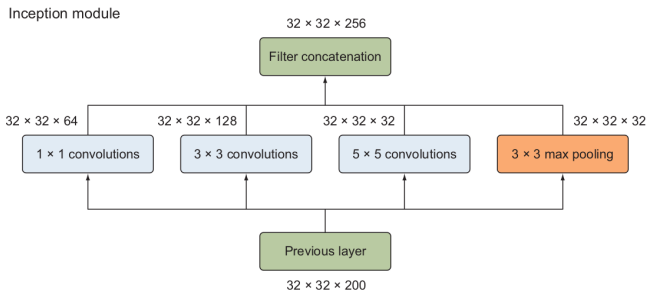 Inception module
32 × 32 × 256
Filter concatenation
32 × 32 × 64
32 × 32 × 128
32 × 32 × 32
32 × 32 × 32
1 × 1 convolutions
3 × 3 convolutions
5 × 5 convolutions
3 × 3 max pooling
Previous layer
32 × 32 × 200